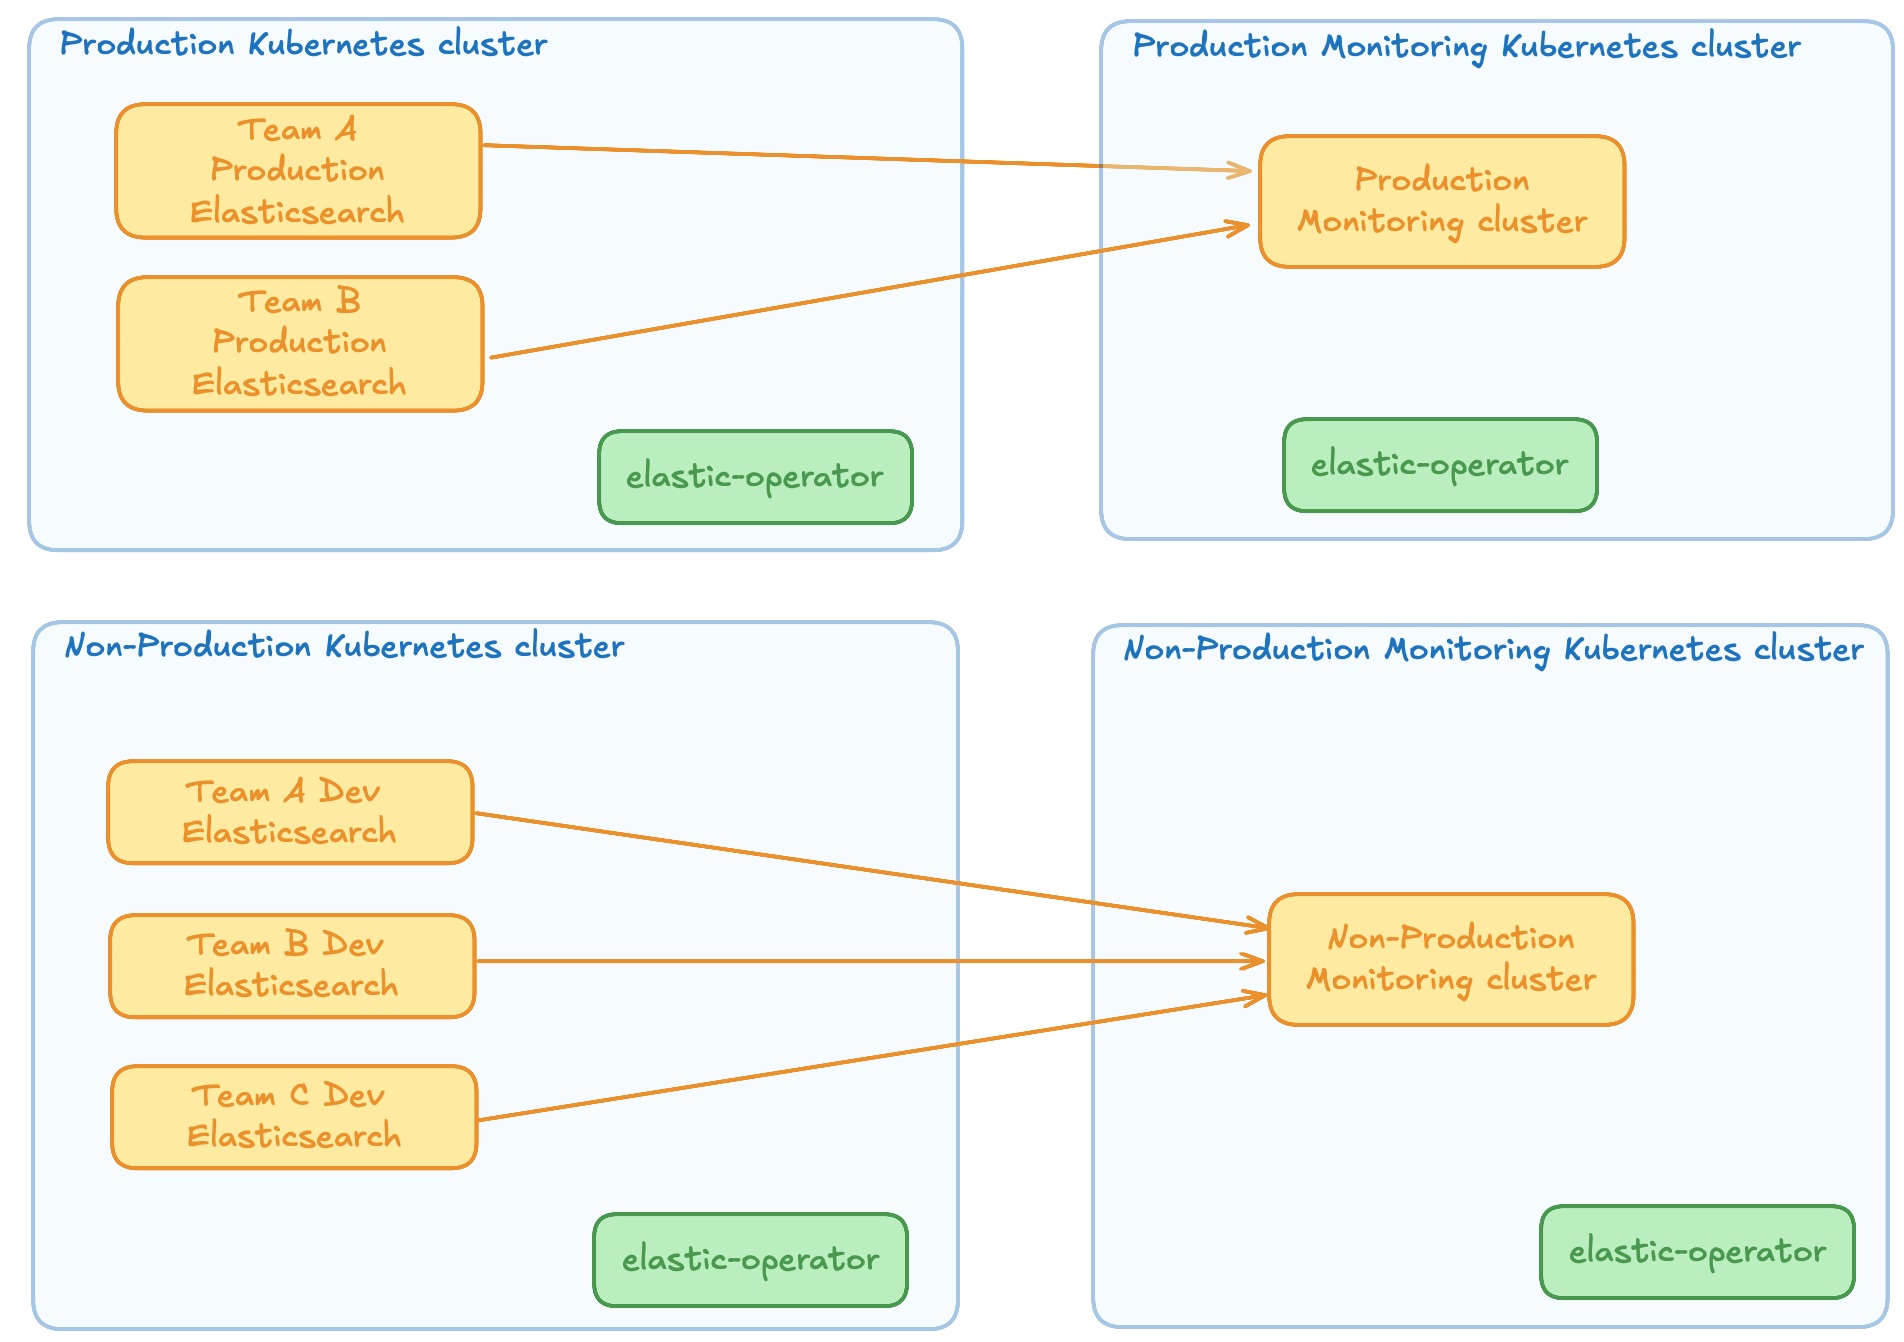 Production Kubernetes cluster
Team A
Production
Elasticsearch
Team B
Production
Elasticsearch
elastic-operator
Production Monitoring Kubernetes cluster
Production
Monitoring cluster
elastic-operator
Non-Production Kubernetes cluster
Team A Dev
Elasticsearch
Team B Dev
Elasticsearch
Team C Dev
Elasticsearch
elastic-operator
Non-Production Monitoring Kubernetes cluster
Non-Production
Monitoring cluster
elastic-operator